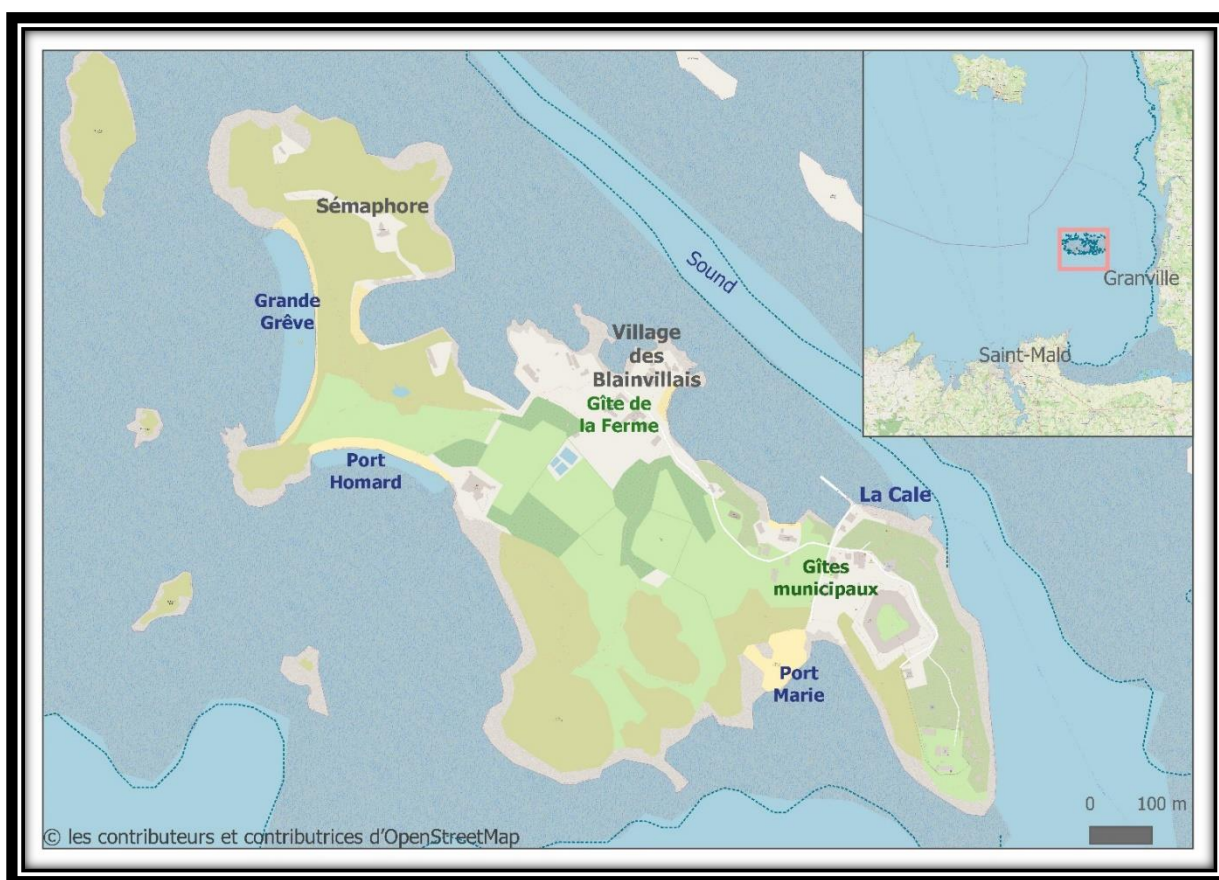 Sémaphore
Grande
Grêve
Sound
Village
des
Blainvillais
Gîte de
la Ferme
Port
Homard
La Cale
Gîtes
municipaux
Port
Marie
Granville
Saint-Malo
0 100 m
© les contributeurs et contributrices d'OpenStreetMap